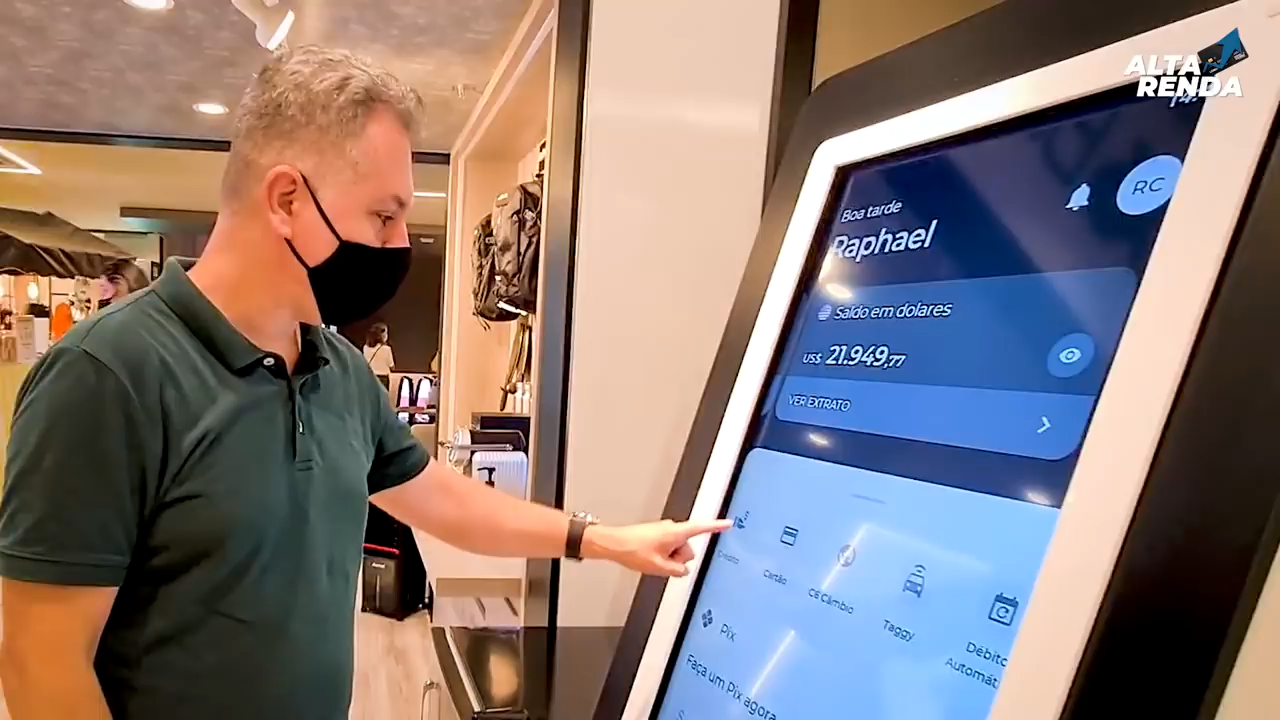 ALTA
RENDA
RC
Boa tarde
Raphael
Saldo em dolares
US$ 21.949,77
VER EXTRATO
Crédito
Cartão
C6 Câmbio
Taggy
Débito
Automát
Pix
Faça um Pix agora